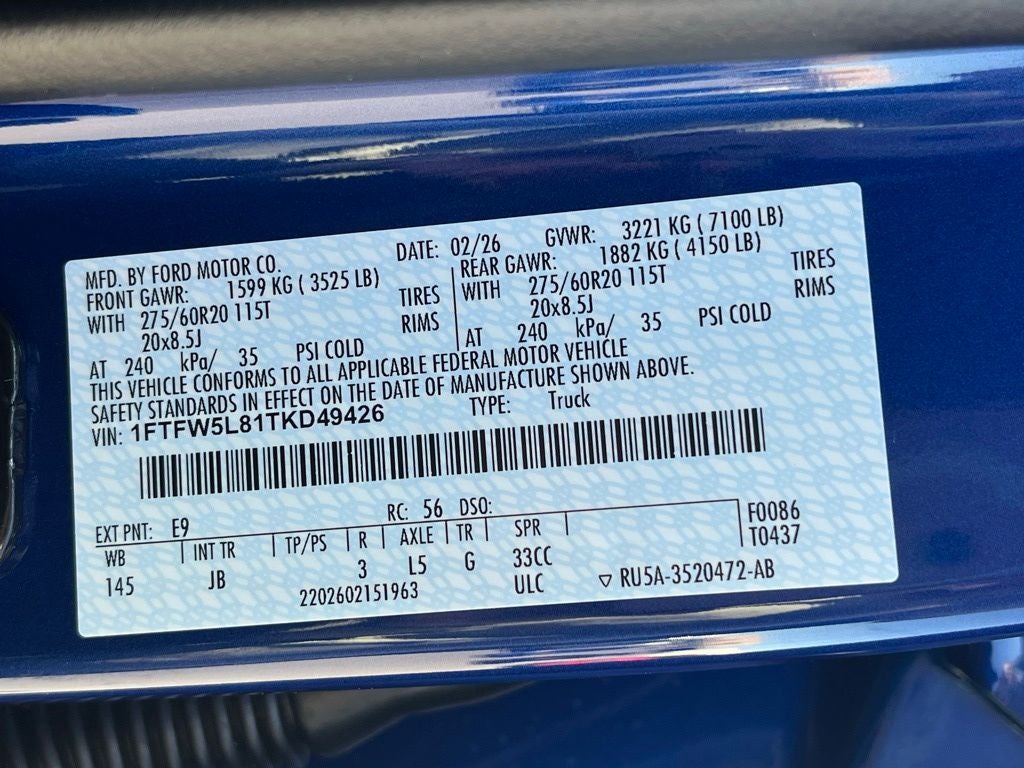 MFD. BY FORD MOTOR CO. DATE: 02/26 GVWR: 3221 KG ( 7100 LB)
FRONT GAWR: 1599 KG ( 3525 LB) REAR GAWR: 1882 KG ( 4150 LB)
WITH 275/60R20 115T TIRES WITH 275/60R20 115T TIRES
20x8.5J RIMS 20x8.5J RIMS
AT 240 kPa/ 35 PSI COLD AT 240 kPa/ 35 PSI COLD
THIS VEHICLE CONFORMS TO ALL APPLICABLE FEDERAL MOTOR VEHICLE
SAFETY STANDARDS IN EFFECT ON THE DATE OF MANUFACTURE SHOWN ABOVE.
VIN: 1FTFW5L81TKD49426 TYPE: Truck
EXT PNT: E9 RC: 56 DSO:
WB INT TR TP/PS R AXLE TR SPR F0086
145 JB 3 L5 G 33CC T0437
2202602151963 ULC ▽ RU5A-3520472-AB